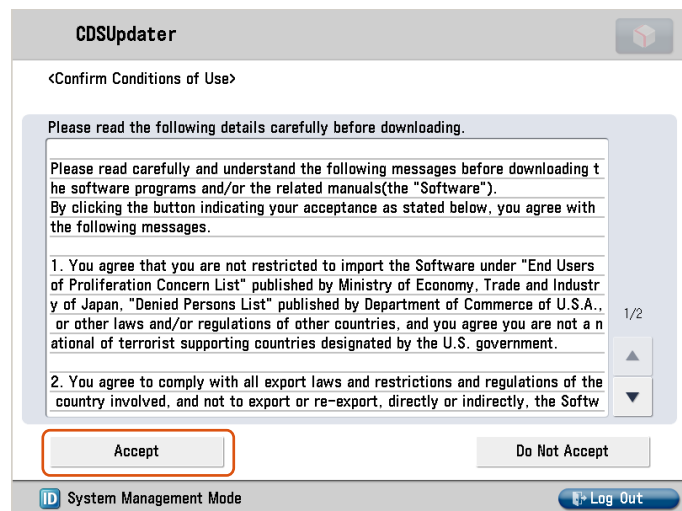 CDSUpdater
<Confirm Conditions of Use>
Please read the following details carefully before downloading.
Please read carefully and understand the following messages before downloading t
he software programs and/or the related manuals(the "Software").
By clicking the button indicating your acceptance as stated below, you agree with
the following messages.
1. You agree that you are not restricted to import the Software under "End Users
of Proliferation Concern List" published by Ministry of Economy, Trade and Industr
y of Japan, "Denied Persons List" published by Department of Commerce of U.S.A.,
or other laws and/or regulations of other countries, and you agree you are not a n
ational of terrorist supporting countries designated by the U.S. government.
1/2
2. You agree to comply with all export laws and restrictions and regulations of the
country involved, and not to export or re-export, directly or indirectly, the Softw
Accept
Do Not Accept
ID System Management Mode
Log Out